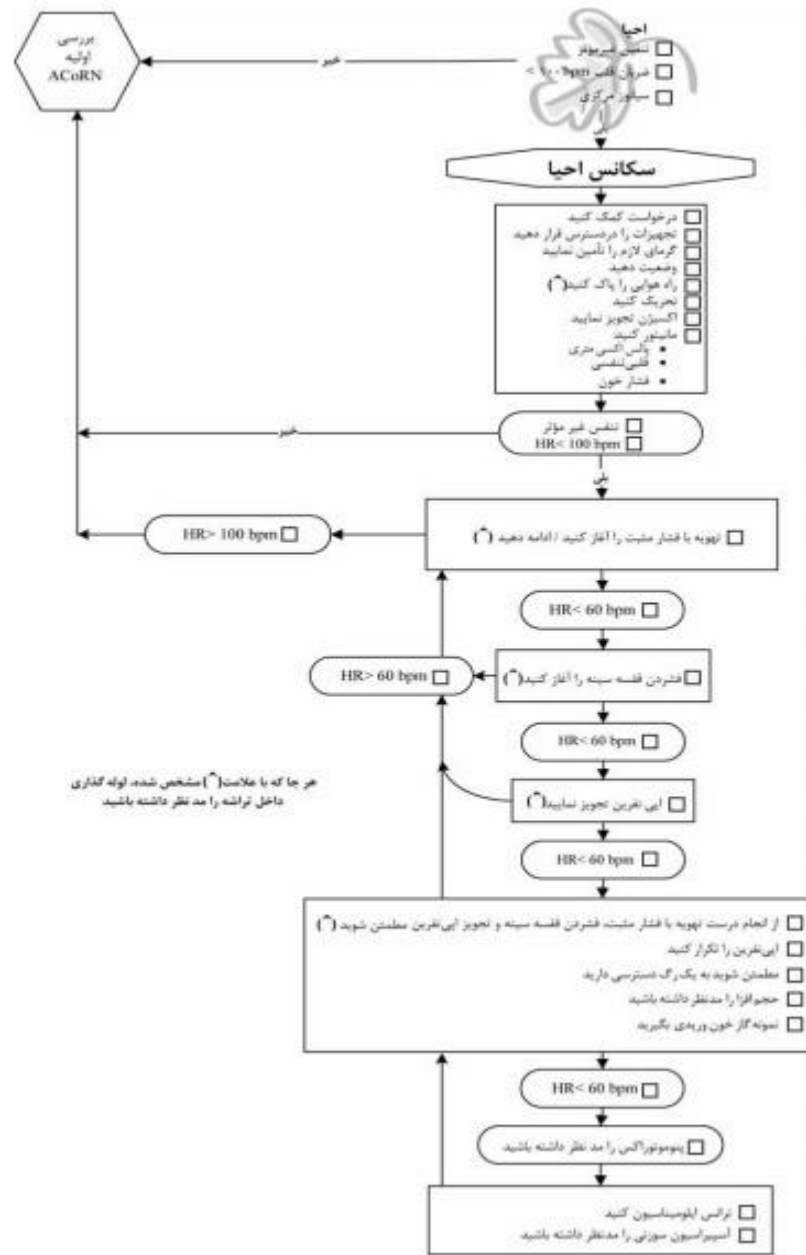 احیا
تنفس غیرموثر
ضربان قلب ۱۰۰bpm >
سیانوز مرکزی
خیر
بررسی
اولیه
ACoRN
بلی
سکانس احیا
درخواست کمک کنید
تجهیزات را دردسترس قرار دهید
گرمای لازم را تأمین نمایید
وضعیت دهید
راه هوایی را پاک کنید(^)
تحریک کنید
اکسیژن تجویز نمایید
مانیتور کنید
▪ پالس اکسی متری
▪ قلبی‌تنفسی
▪ فشار خون
تنفس غیر مؤثر
HR< 100 bpm
خیر
بلی
تهویه با فشار مثبت را آغاز کنید / ادامه دهید (^)
HR> 100 bpm
HR< 60 bpm
فشردن قفسه سینه را آغاز کنید(^)
HR> 60 bpm
HR< 60 bpm
هر جا که با علامت(^) مشخص شده، لوله گذاری
داخل تراشه را مد نظر داشته باشید
اپی نفرین تجویز نمایید(^)
HR< 60 bpm
از انجام درست تهویه با فشار مثبت، فشردن قفسه سینه و تجویز اپی‌نفرین مطمئن شوید (^)
اپی‌نفرین را تکرار کنید
مطمئن شوید به یک رگ دسترسی دارید
حجم‌افزا را مدنظر داشته باشید
نمونه گاز خون وریدی بگیرید
HR< 60 bpm
پنوموتوراکس را مد نظر داشته باشید
ترانس ایلومیناسیون کنید
آسپیراسیون سوزنی را مدنظر داشته باشید